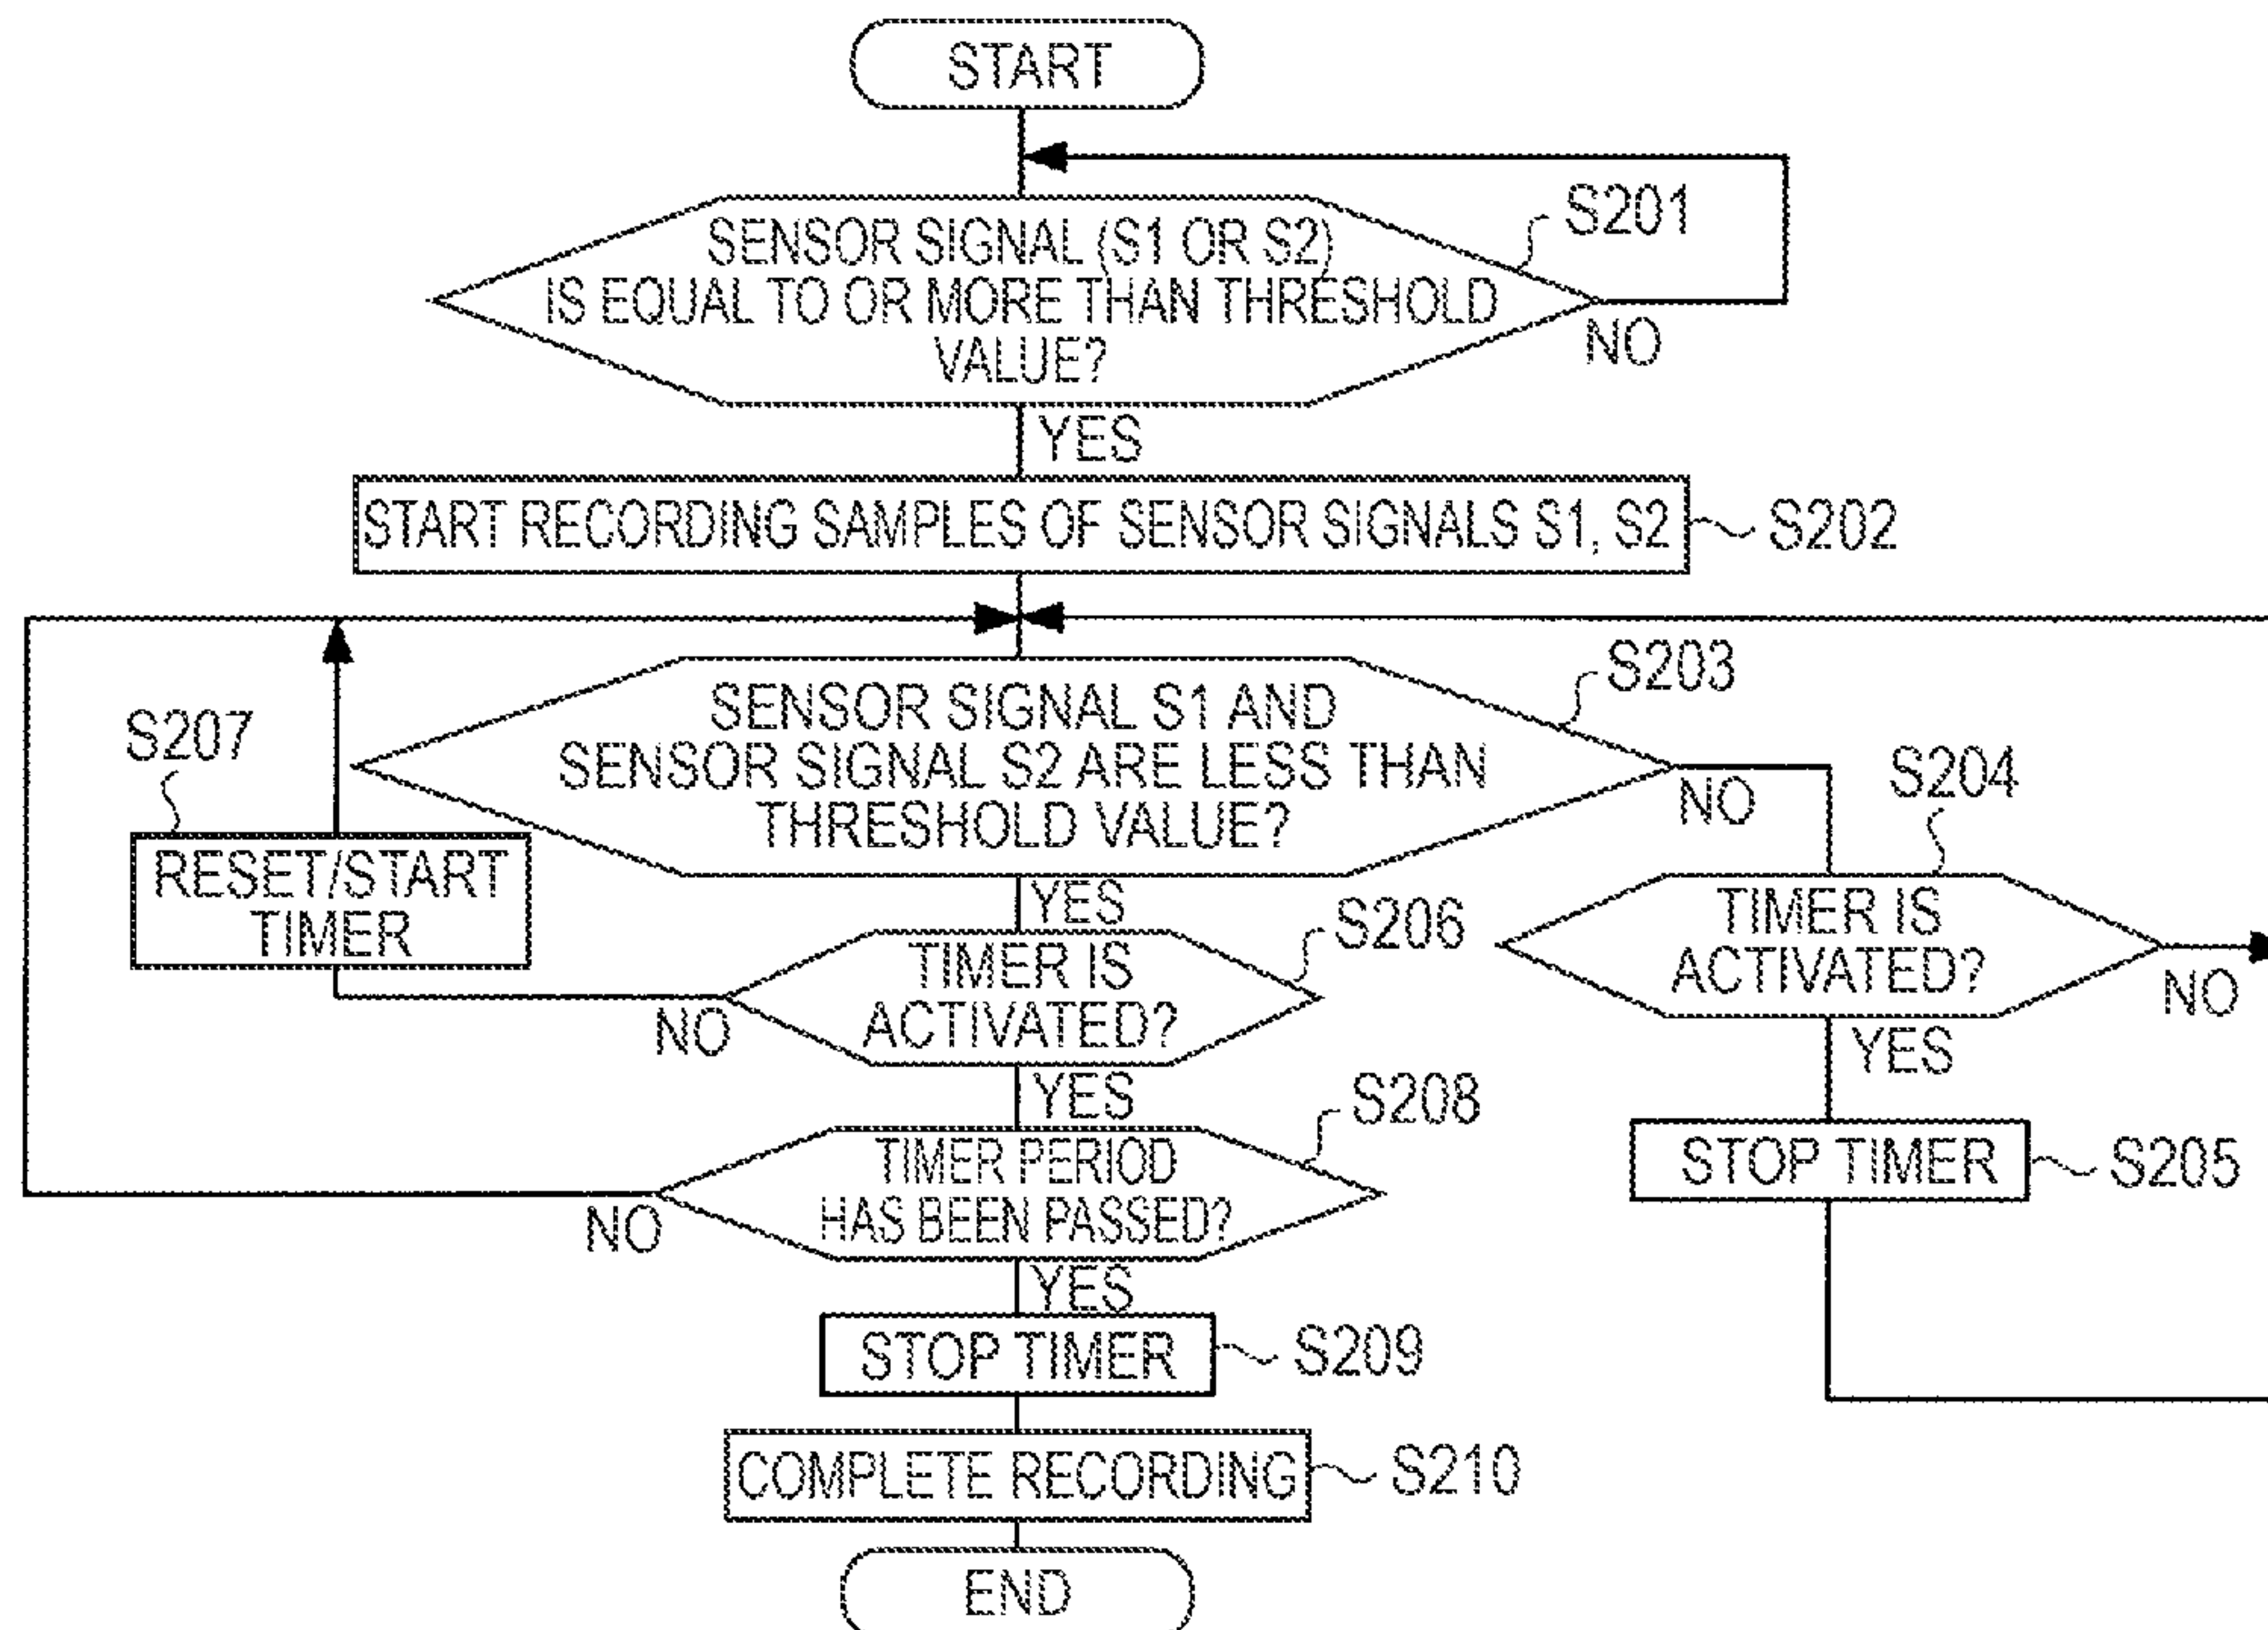 START
SENSOR SIGNAL (S1 OR S2)
IS EQUAL TO OR MORE THAN THRESHOLD
VALUE?
S201
NO
YES
START RECORDING SAMPLES OF SENSOR SIGNALS S1, S2
S202
SENSOR SIGNAL S1 AND
SENSOR SIGNAL S2 ARE LESS THAN
THRESHOLD VALUE?
S203
NO
YES
S207
RESET/START
TIMER
S204
TIMER IS
ACTIVATED?
NO
YES
S206
TIMER IS
ACTIVATED?
NO
YES
S205
STOP TIMER
S208
TIMER PERIOD
HAS BEEN PASSED?
NO
YES
STOP TIMER
S209
COMPLETE RECORDING
S210
END